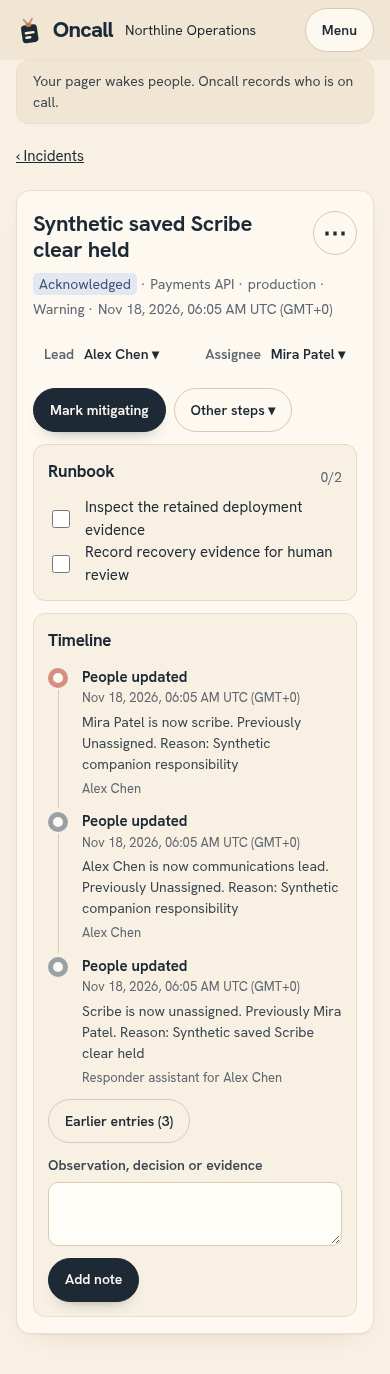 Oncall Northline Operations Menu
Your pager wakes people. Oncall records who is on
call.
‹ Incidents
Synthetic saved Scribe
clear held
Acknowledged · Payments API · production ·
Warning · Nov 18, 2026, 06:05 AM UTC (GMT+0)
Lead Alex Chen ▾ Assignee Mira Patel ▾
Mark mitigating Other steps ▾
Runbook 0/2
Inspect the retained deployment
evidence
Record recovery evidence for human
review
Timeline
People updated
Nov 18, 2026, 06:05 AM UTC (GMT+0)
Mira Patel is now scribe. Previously
Unassigned. Reason: Synthetic
companion responsibility
Alex Chen
People updated
Nov 18, 2026, 06:05 AM UTC (GMT+0)
Alex Chen is now communications lead.
Previously Unassigned. Reason: Synthetic
companion responsibility
Alex Chen
People updated
Nov 18, 2026, 06:05 AM UTC (GMT+0)
Scribe is now unassigned. Previously Mira
Patel. Reason: Synthetic saved Scribe
clear held
Responder assistant for Alex Chen
Earlier entries (3)
Observation, decision or evidence
Add note